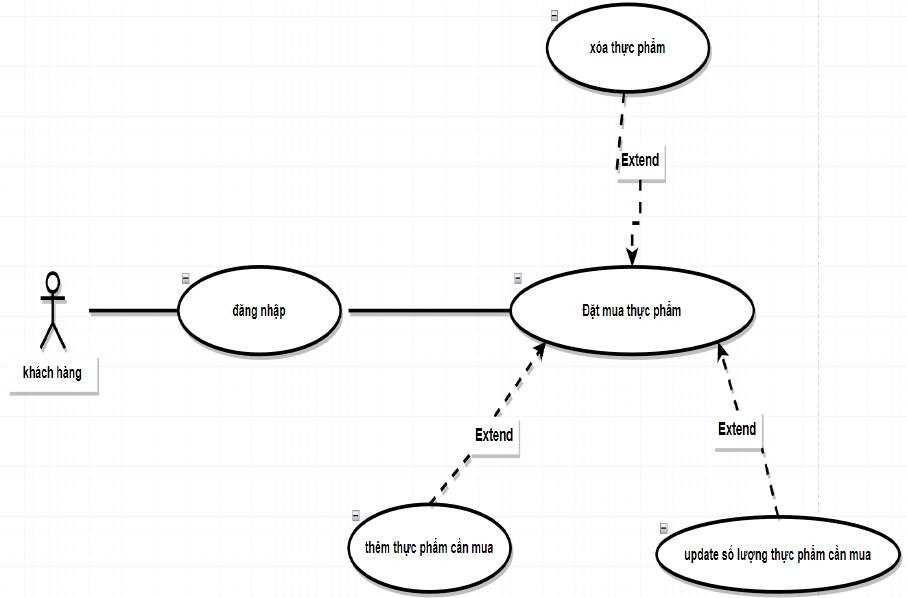 xóa thực phẩm
Extend
đăng nhập
Đặt mua thực phẩm
khách hàng
Extend
Extend
thêm thực phẩm cần mua
update số lượng thực phẩm cần mua